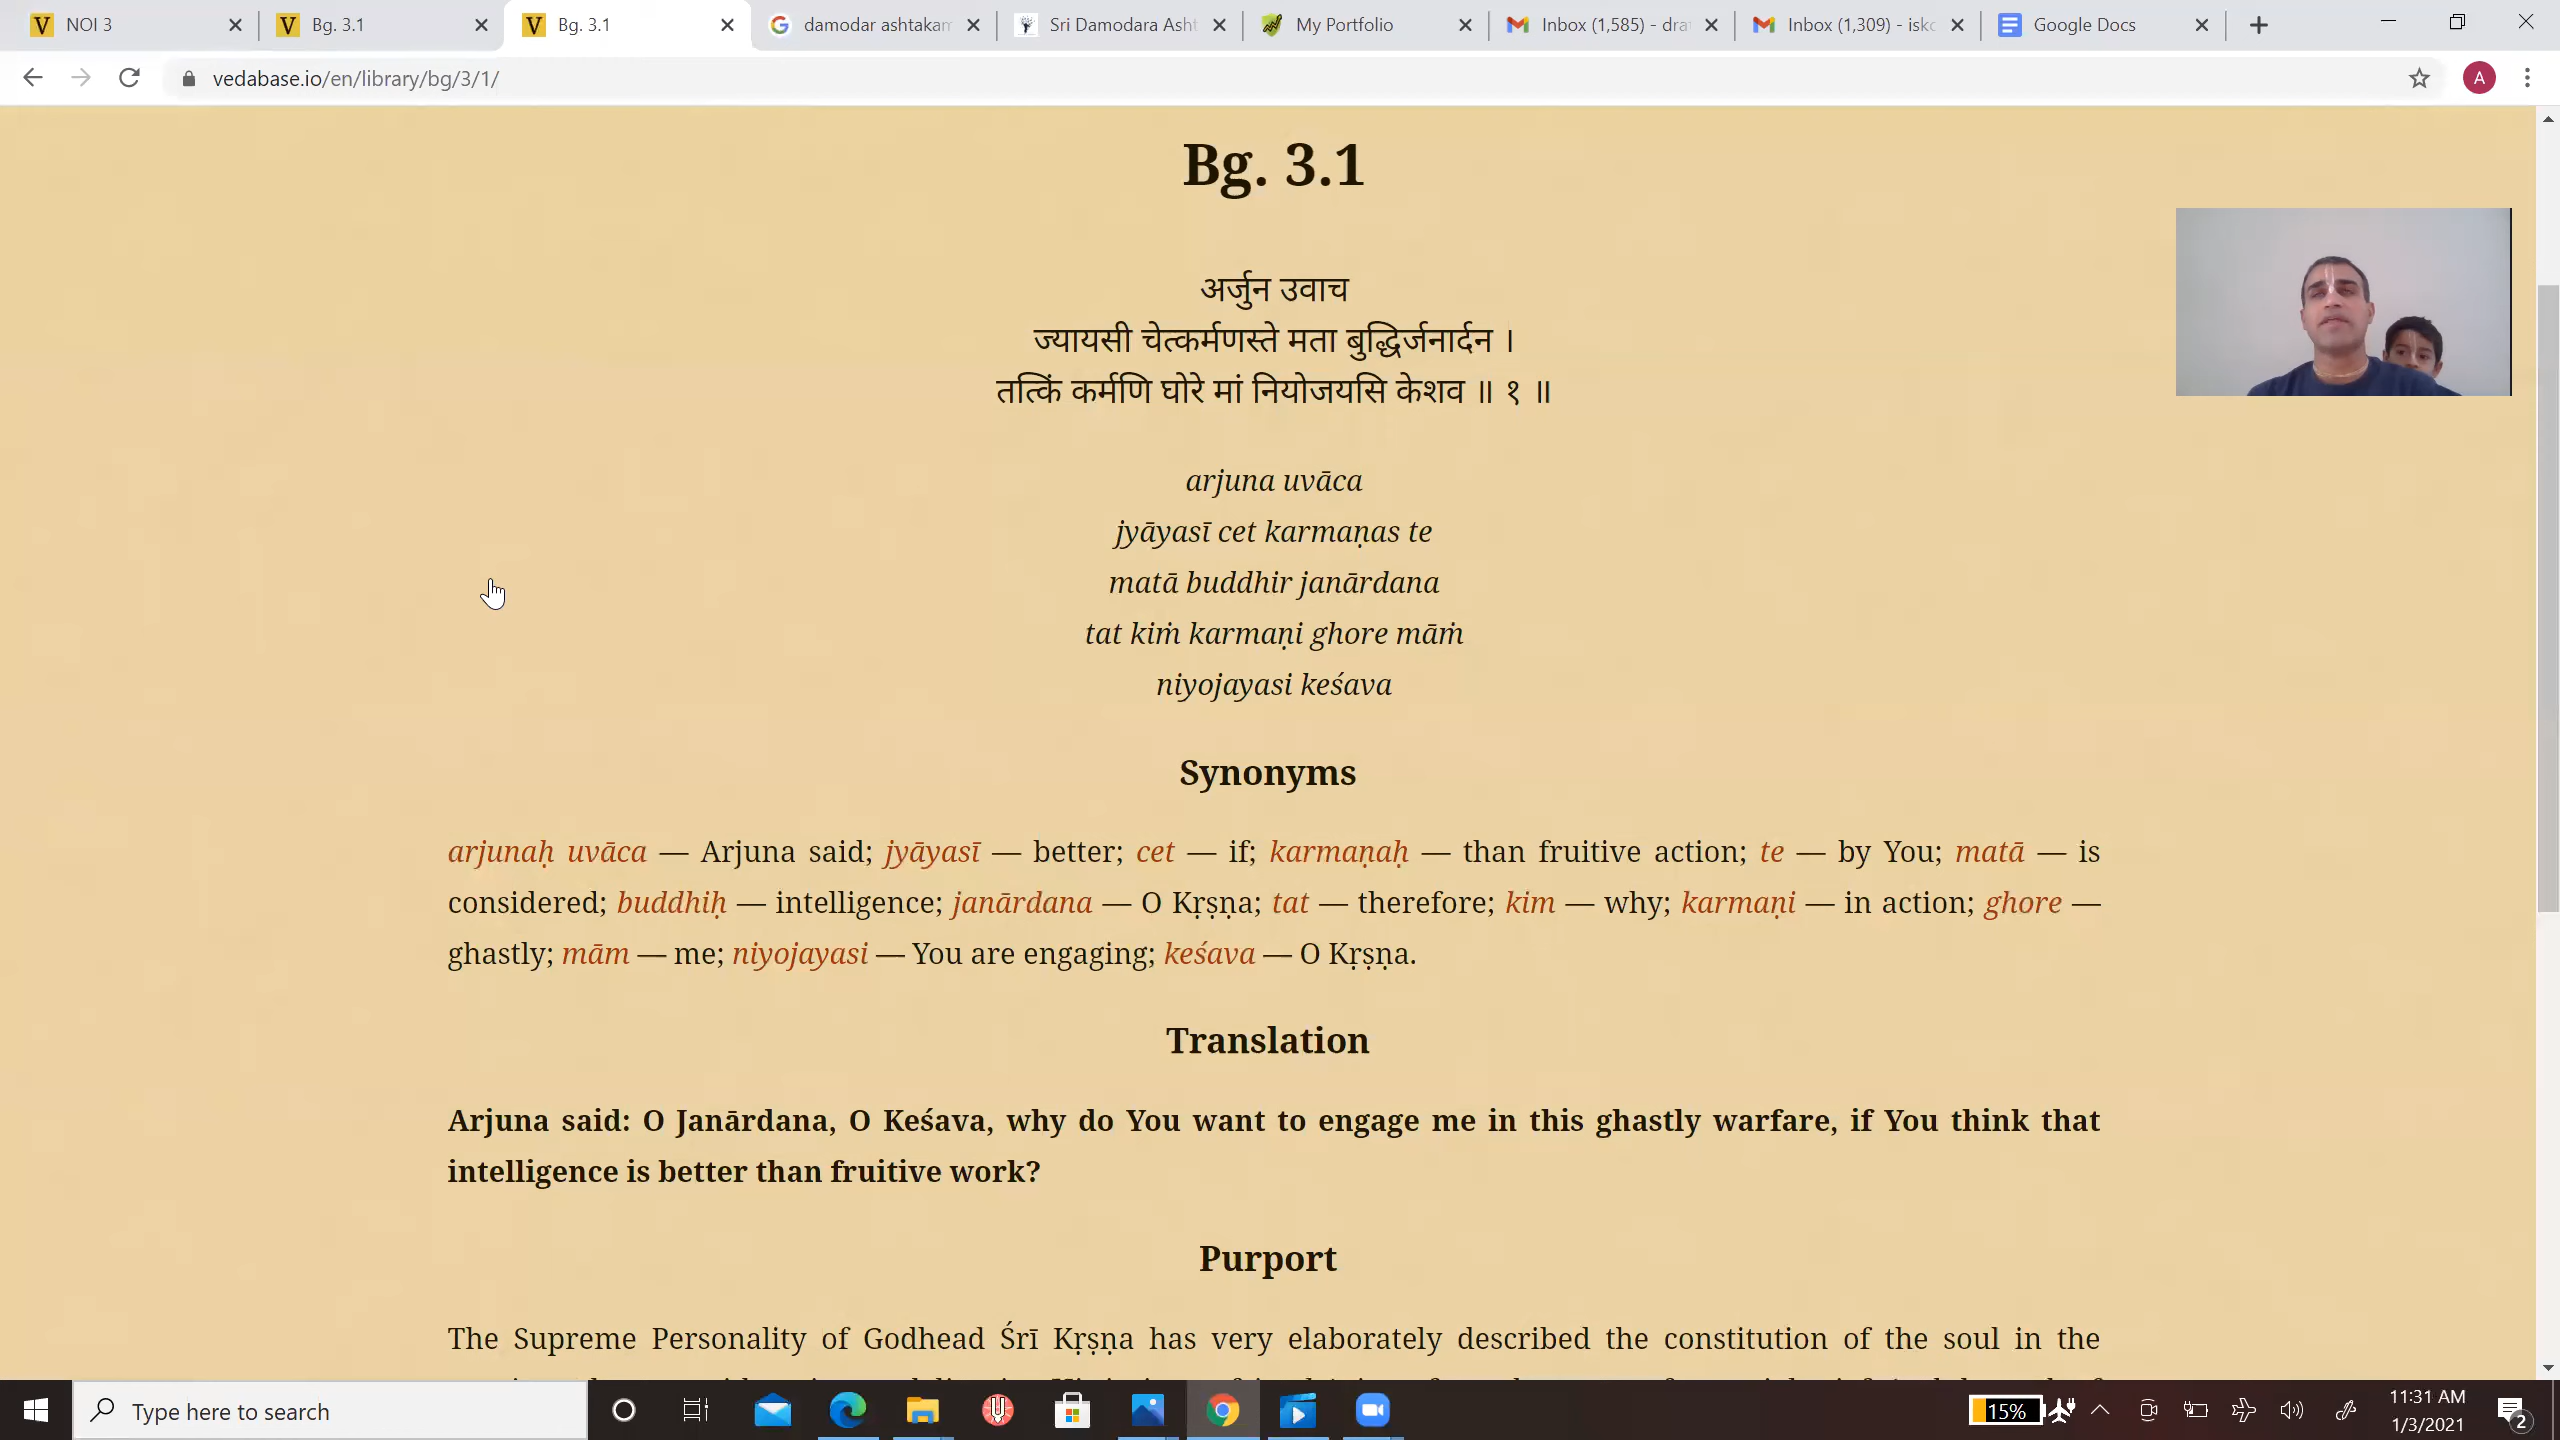 NOI 3
Bg. 3.1
Bg. 3.1
damodar ashtakam
Sri Damodara Asht
My Portfolio
Inbox (1,585) - dra
Inbox (1,309) - iskc
Google Docs
vedabase.io/en/library/bg/3/1/
A
Bg. 3.1
अर्जुन उवाच
ज्यायसी चेत्कर्मणस्ते मता बुद्धिर्जनार्दन ।
तत्किं कर्मणि घोरे मां नियोजयसि केशव ॥ १ ॥
arjuna uvāca
jyāyasī cet karmaṇas te
matā buddhir janārdana
tat kiṁ karmaṇi ghore māṁ
niyojayasi keśava
Synonyms
arjunaḥ uvāca — Arjuna said; jyāyasī — better; cet — if; karmaṇaḥ — than fruitive action; te — by You; matā — is
considered; buddhiḥ — intelligence; janārdana — O Kṛṣṇa; tat — therefore; kim — why; karmaṇi — in action; ghore —
ghastly; mām — me; niyojayasi — You are engaging; keśava — O Kṛṣṇa.
Translation
Arjuna said: O Janārdana, O Keśava, why do You want to engage me in this ghastly warfare, if You think that
intelligence is better than fruitive work?
Purport
The Supreme Personality of Godhead Śrī Kṛṣṇa has very elaborately described the constitution of the soul in the
Type here to search
15%
11:31 AM
1/3/2021
2